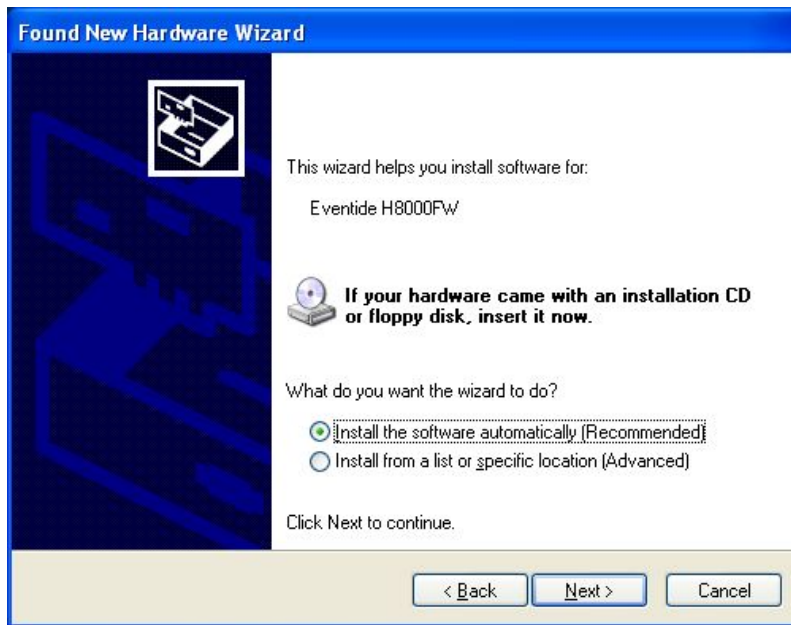 Found New Hardware Wizard
This wizard helps you install software for:
Eventide H8000FW
If your hardware came with an installation CD
or floppy disk, insert it now.
What do you want the wizard to do?
Install the software automatically (Recommended)
Install from a list or specific location (Advanced)
Click Next to continue.
< Back Next > Cancel